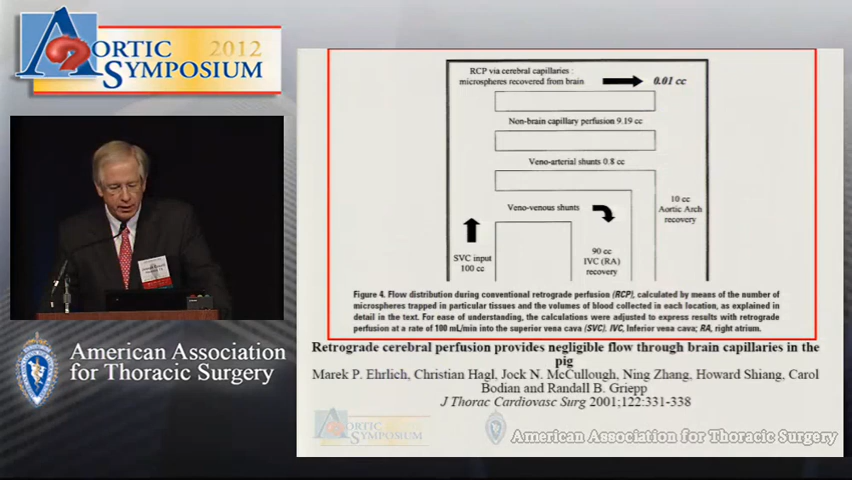 AORTIC 2012
SYMPOSIUM
RCP via cerebral capillaries :
microspheres recovered from brain
0.01 cc
Non-brain capillary perfusion 9.19 cc
Veno-arterial shunts 0.8 cc
Veno-venous shunts
10 cc
Aortic Arch
recovery
SVC input
100 cc
90 cc
IVC (RA)
recovery
Figure 4. Flow distribution during conventional retrograde perfusion (RCP), calculated by means of the number of
microspheres trapped in particular tissues and the volumes of blood collected in each location, as explained in
detail in the text. For ease of understanding, the calculations were adjusted to express results with retrograde
perfusion at a rate of 100 mL/min into the superior vena cava (SVC). IVC, Inferior vena cava; RA, right atrium.
Retrograde cerebral perfusion provides negligible flow through brain capillaries in the
pig
Marek P. Ehrlich, Christian Hagl, Jock N. McCullough, Ning Zhang, Howard Shiang, Carol
Bodian and Randall B. Griepp
J Thorac Cardiovasc Surg 2001;122:331-338
American Association
for Thoracic Surgery
AORTIC 2012
SYMPOSIUM
American Association for Thoracic Surgery